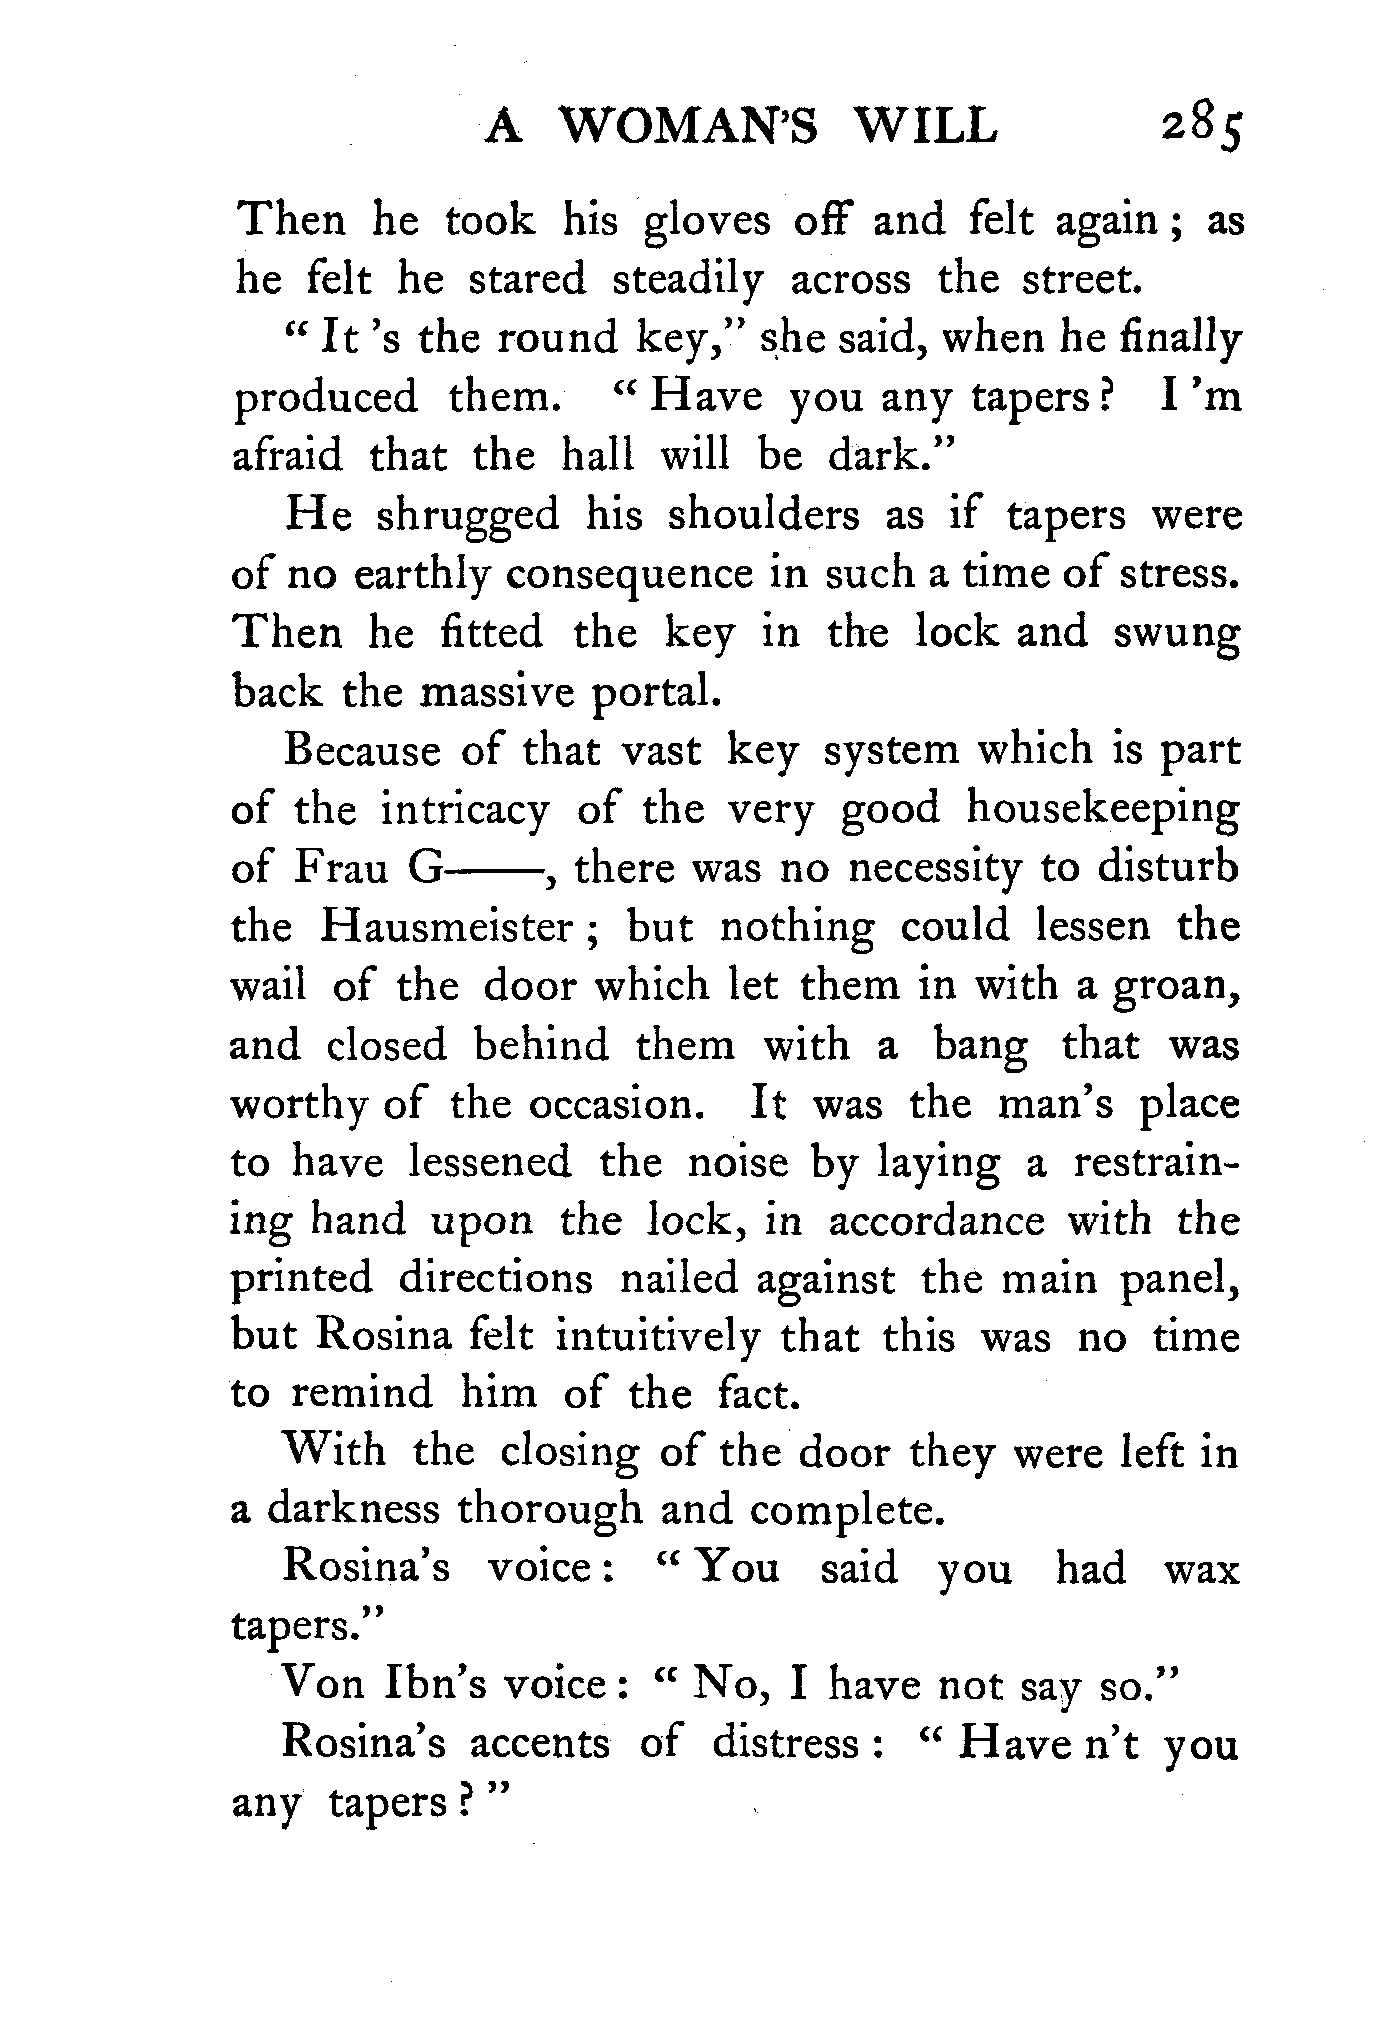 A WOMAN'S WILL 285
Then he took his gloves off and felt again ; as
he felt he stared steadily across the street.
“ It 's the round key,” she said, when he finally
produced them. “ Have you any tapers ? I 'm
afraid that the hall will be dark.”
He shrugged his shoulders as if tapers were
of no earthly consequence in such a time of stress.
Then he fitted the key in the lock and swung
back the massive portal.
Because of that vast key system which is part
of the intricacy of the very good housekeeping
of Frau G——, there was no necessity to disturb
the Hausmeister ; but nothing could lessen the
wail of the door which let them in with a groan,
and closed behind them with a bang that was
worthy of the occasion. It was the man's place
to have lessened the noise by laying a restrain-
ing hand upon the lock, in accordance with the
printed directions nailed against the main panel,
but Rosina felt intuitively that this was no time
to remind him of the fact.
With the closing of the door they were left in
a darkness thorough and complete.
Rosina's voice : “ You said you had wax
tapers.”
Von Ibn's voice : “ No, I have not say so.”
Rosina's accents of distress : “ Have n't you
any tapers ? ”